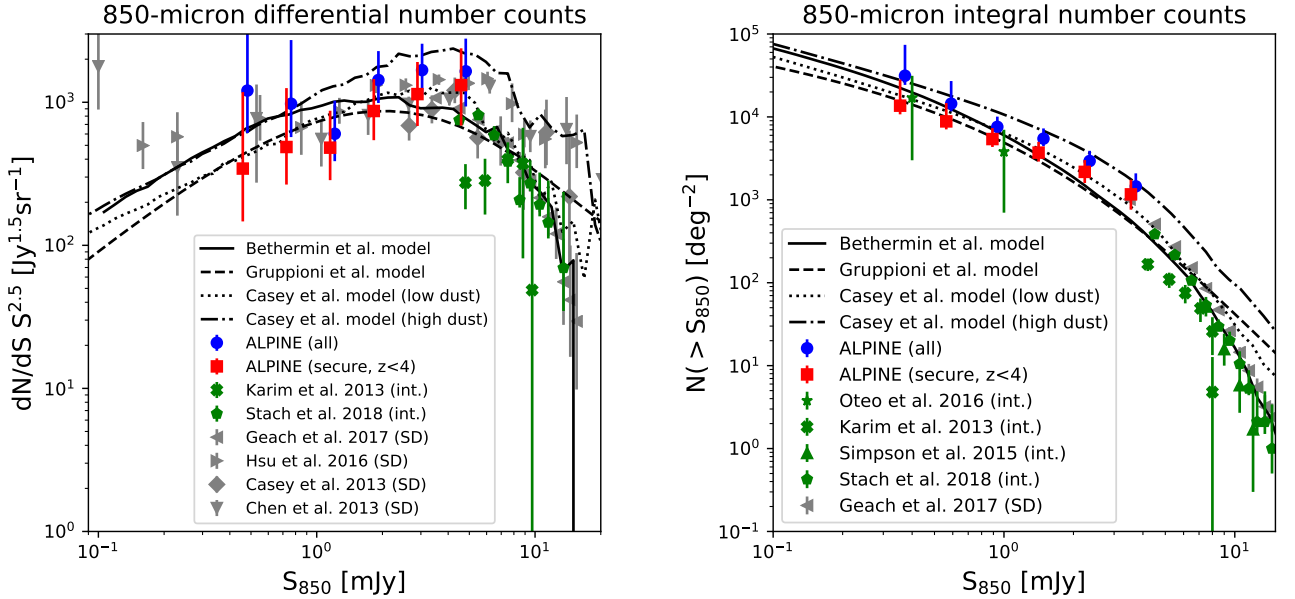 850-micron differential number counts
dN/dS S^2.5 [Jy^1.5 sr^−1]
10^3
10^2
10^1
10^0
Bethermin et al. model
Gruppioni et al. model
Casey et al. model (low dust)
Casey et al. model (high dust)
ALPINE (all)
ALPINE (secure, z<4)
Karim et al. 2013 (int.)
Stach et al. 2018 (int.)
Geach et al. 2017 (SD)
Hsu et al. 2016 (SD)
Casey et al. 2013 (SD)
Chen et al. 2013 (SD)
10^−1 10^0 10^1
S_850 [mJy]
850-micron integral number counts
N( > S_850) [deg^−2]
10^5
10^4
10^3
10^2
10^1
10^0
10^−1
Bethermin et al. model
Gruppioni et al. model
Casey et al. model (low dust)
Casey et al. model (high dust)
ALPINE (all)
ALPINE (secure, z<4)
Oteo et al. 2016 (int.)
Karim et al. 2013 (int.)
Simpson et al. 2015 (int.)
Stach et al. 2018 (int.)
Geach et al. 2017 (SD)
10^−1 10^0 10^1
S_850 [mJy]